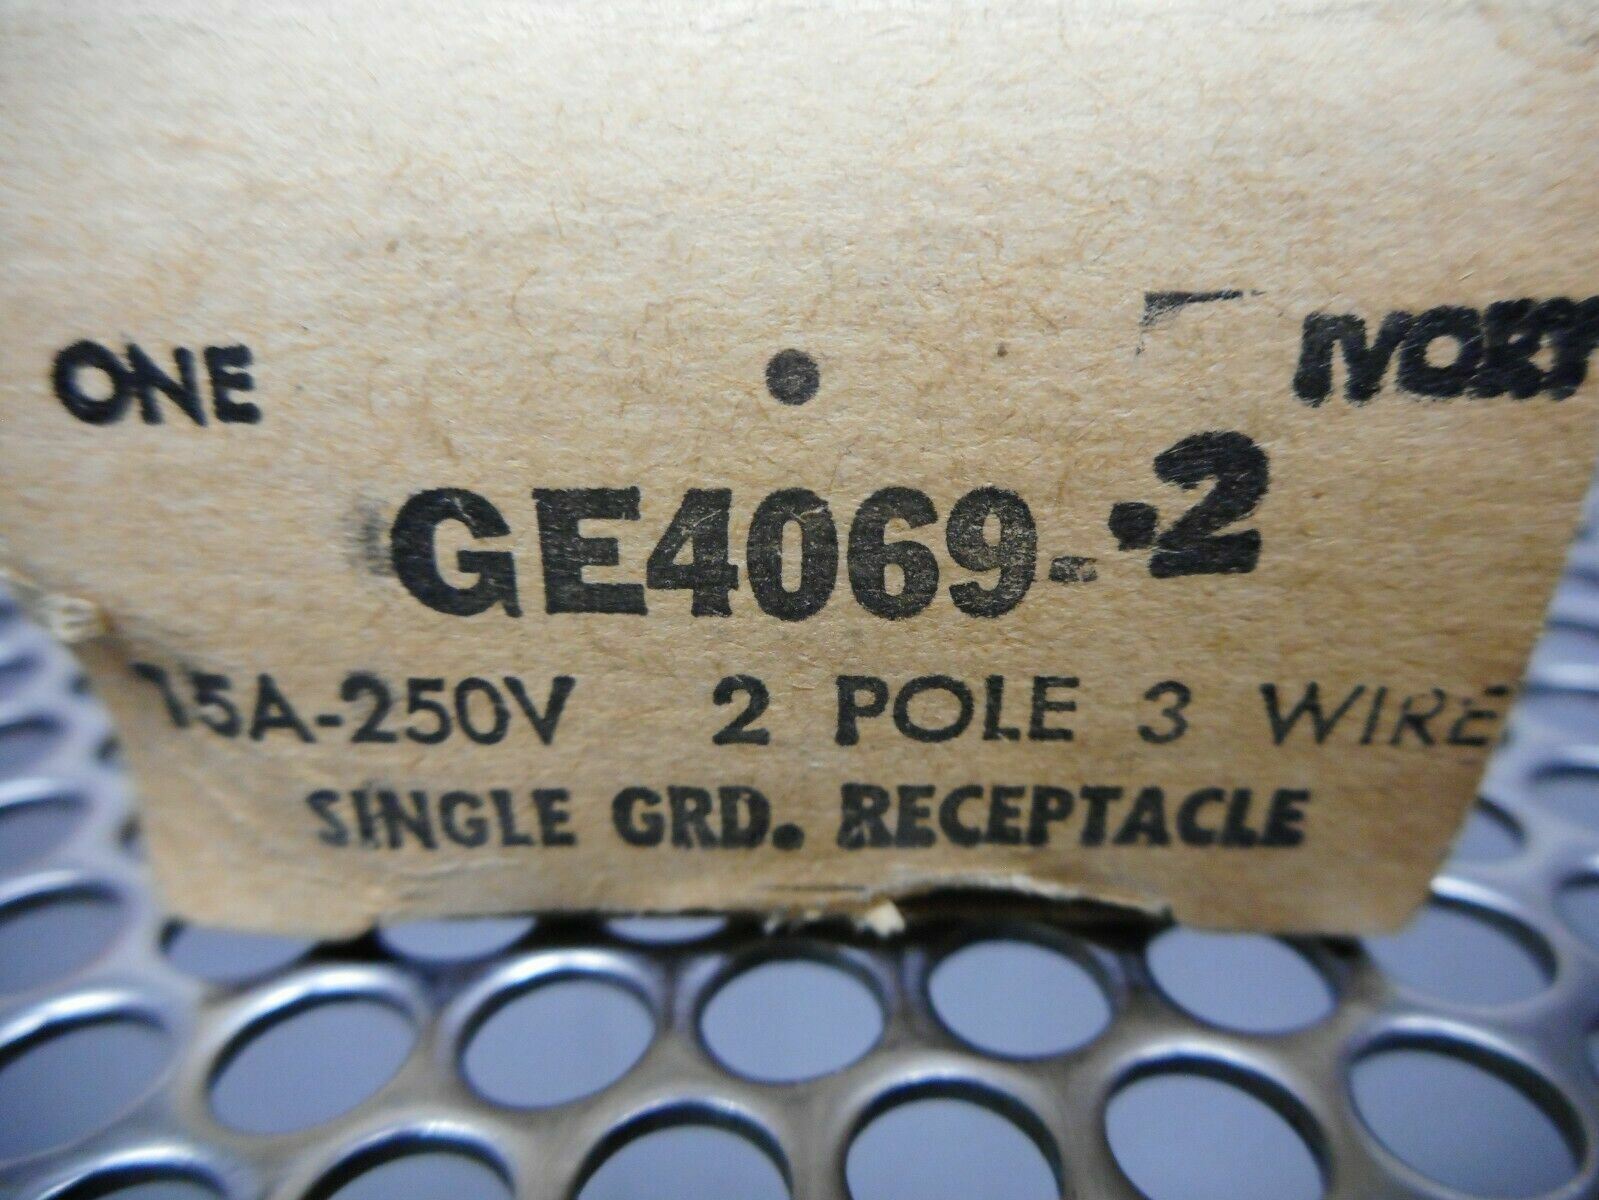 ONE IVORY
GE4069-.2
15A-250V 2 POLE 3 WIRE
SINGLE GRD. RECEPTACLE